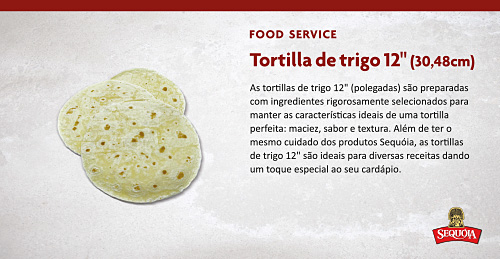 FOOD SERVICE
Tortilla de trigo 12" (30,48cm)
As tortillas de trigo 12" (polegadas) são preparadas
com ingredientes rigorosamente selecionados para
manter as características ideais de uma tortilla
perfeita: maciez, sabor e textura. Além de ter o
mesmo cuidado dos produtos Sequóia, as tortillas
de trigo 12" são ideais para diversas receitas dando
um toque especial ao seu cardápio.
SEQUOIA